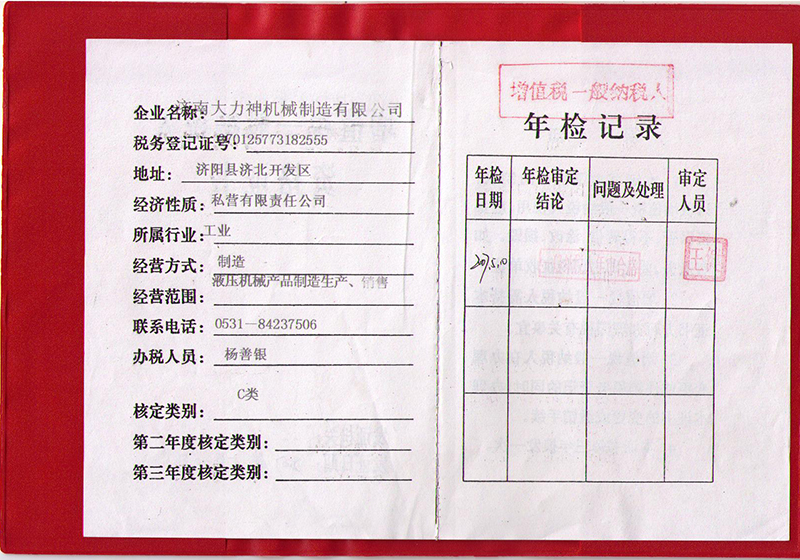 企业名称：济南大力神机械制造有限公司
税务登记证号：0125773182555
地址：济阳县济北开发区
经济性质：私营有限责任公司
所属行业：工业
经营方式：制造
经营范围：液压机械产品制造生产、销售
联系电话：0531—84237506
办税人员：杨善银
核定类别：C类
第二年度核定类别：
第三年度核定类别：
增值税一般纳税人
年检记录
年检日期 年检审定结论 问题及处理 审定人员